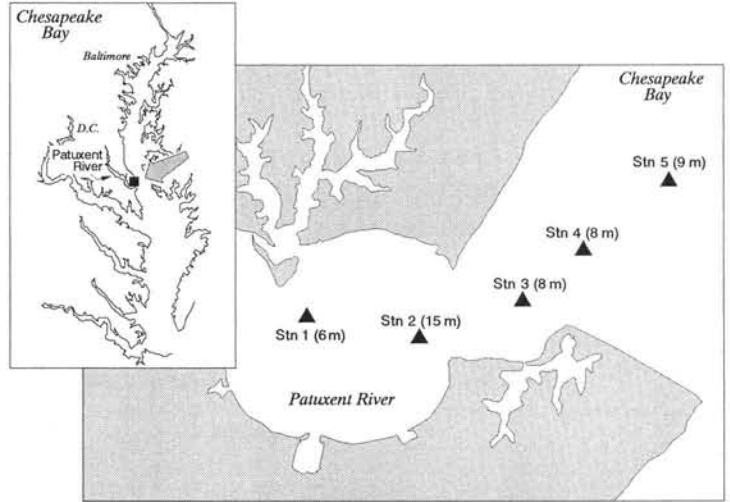 Chesapeake
Bay
Baltimore
D.C.
Patuxent
River
Chesapeake
Bay
Stn 5 (9 m)
Stn 4 (8 m)
Stn 3 (8 m)
Stn 1 (6 m)
Stn 2 (15 m)
Patuxent River